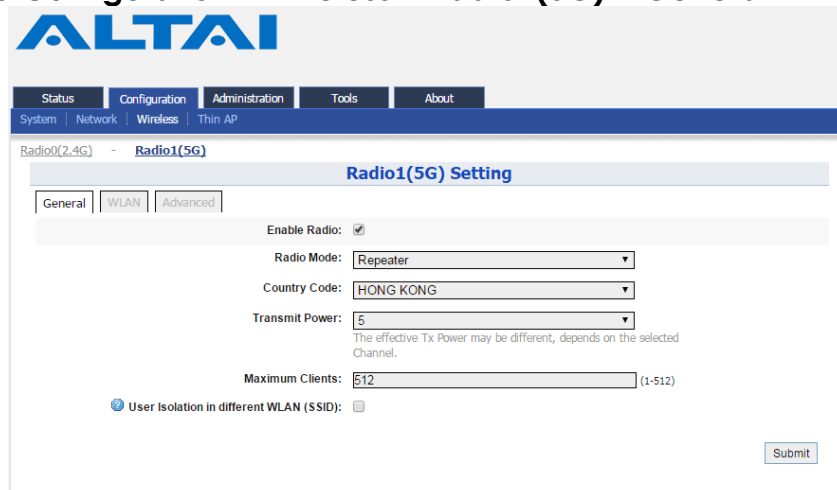 ALTAI
Status Configuration Administration Tools About
System Network Wireless Thin AP
Radio0(2.4G) - Radio1(5G)
Radio1(5G) Setting
General WLAN Advanced
Enable Radio:
Radio Mode: Repeater
Country Code: HONG KONG
Transmit Power: 5
The effective Tx Power may be different, depends on the selected
Channel.
Maximum Clients: 512 (1-512)
User Isolation in different WLAN (SSID):
Submit